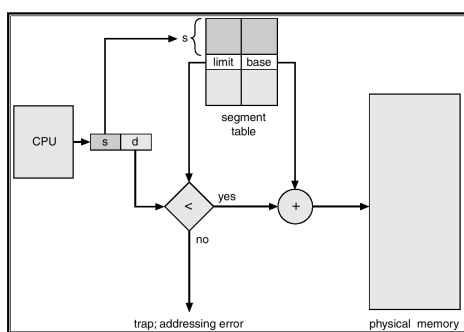 s
limit base
segment
table
CPU
s d
<
yes
+
no
trap; addressing error
physical memory